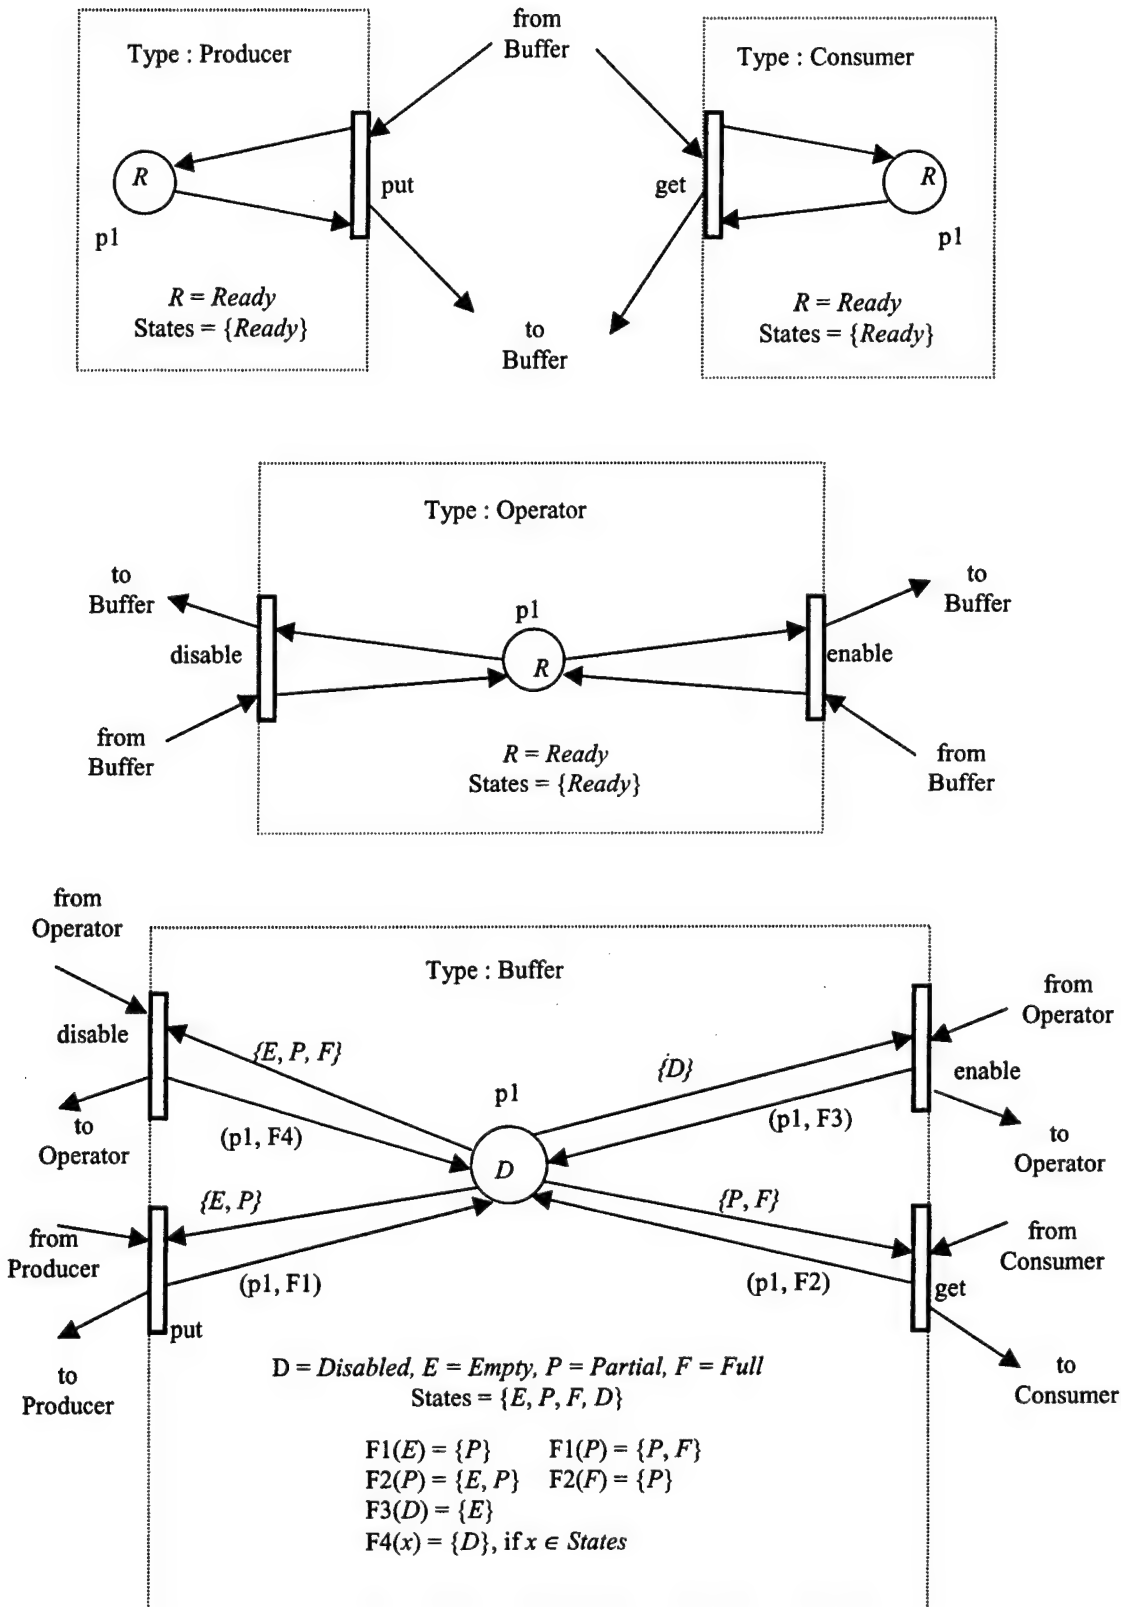 from
Buffer
Type : Producer
Type : Consumer
R
put
get
R
p1
p1
R = Ready
States = {Ready}
to
Buffer
R = Ready
States = {Ready}
Type : Operator
to
Buffer
p1
to
Buffer
disable
R
enable
from
Buffer
R = Ready
States = {Ready}
from
Buffer
from
Operator
Type : Buffer
from
Operator
disable
{E, P, F}
{D}
enable
p1
to
Operator
(p1, F4)
(p1, F3)
to
Operator
D
{E, P}
{P, F}
from
Producer
from
Consumer
(p1, F1)
(p1, F2)
get
put
to
Producer
to
Consumer
D = Disabled, E = Empty, P = Partial, F = Full
States = {E, P, F, D}
F1(E) = {P} F1(P) = {P, F}
F2(P) = {E, P} F2(F) = {P}
F3(D) = {E}
F4(x) = {D}, if x ∈ States